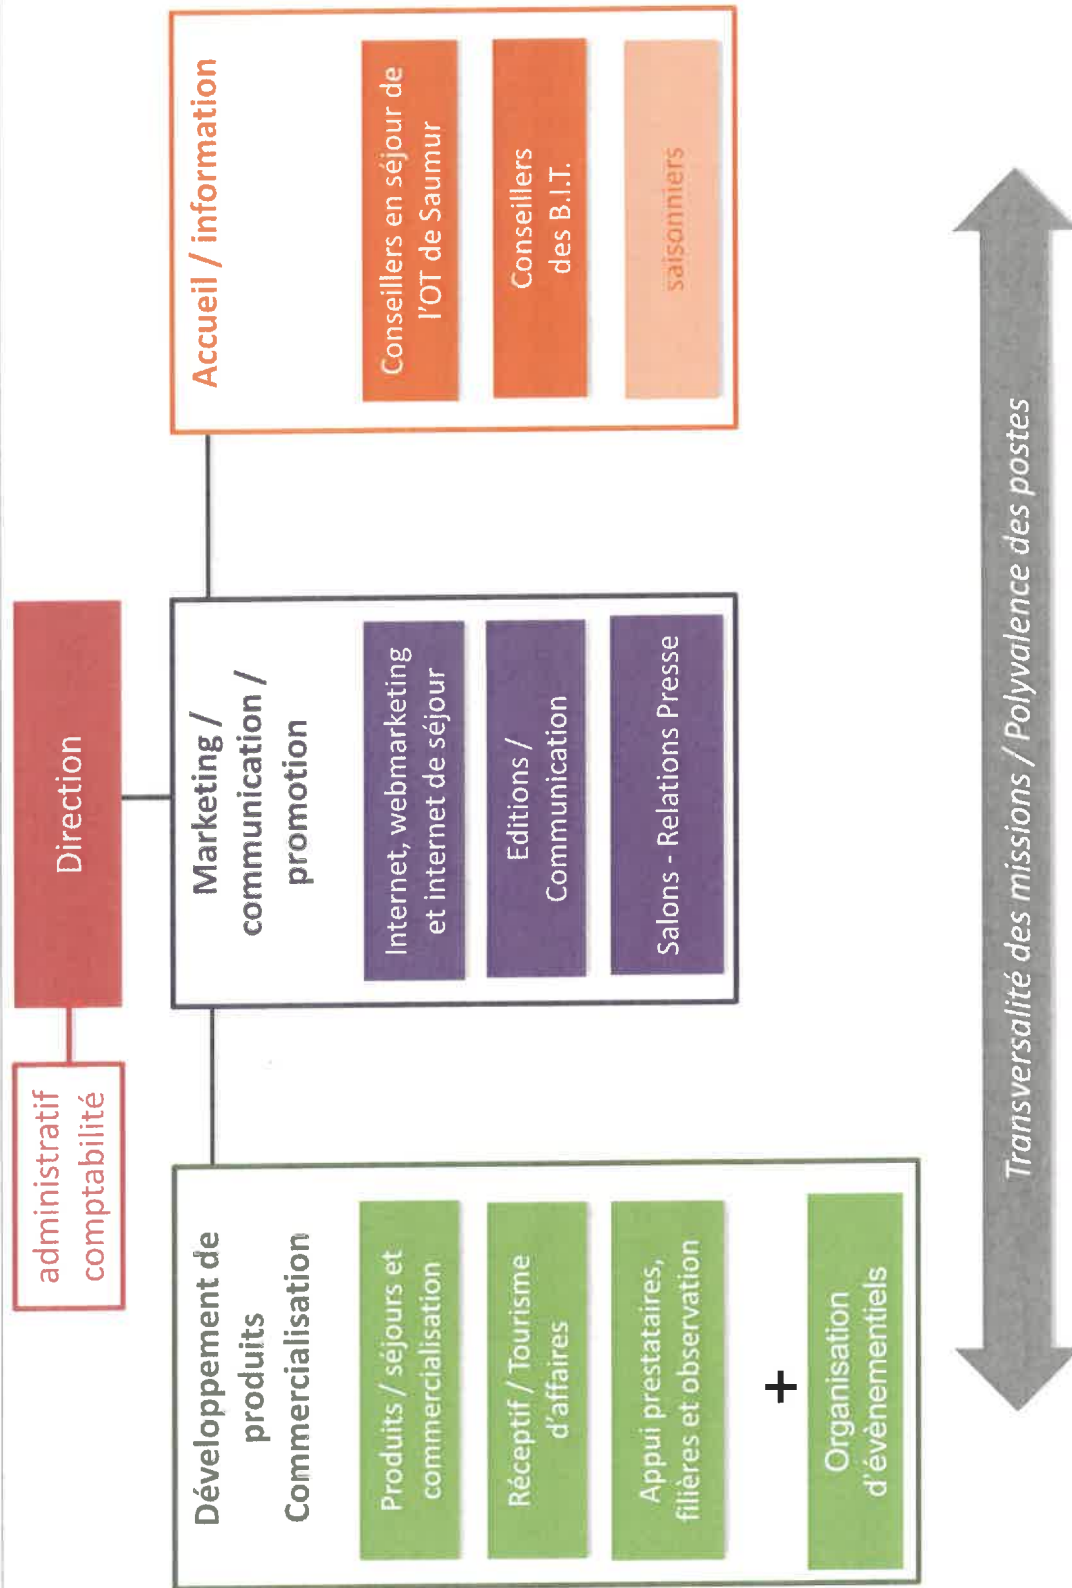 Direction
administratif
comptabilité
Développement de
produits
Commercialisation
Produits / séjours et
commercialisation
Réceptif / Tourisme
d'affaires
Appui prestataires,
filières et observation
+
Organisation
d'évènementiels
Marketing /
communication /
promotion
Internet, webmarketing
et internet de séjour
Editions /
Communication
Salons - Relations Presse
Accueil / information
Conseillers en séjour de
l'OT de Saumur
Conseillers
des B.I.T.
saisonniers
Transversalité des missions / Polyvalence des postes